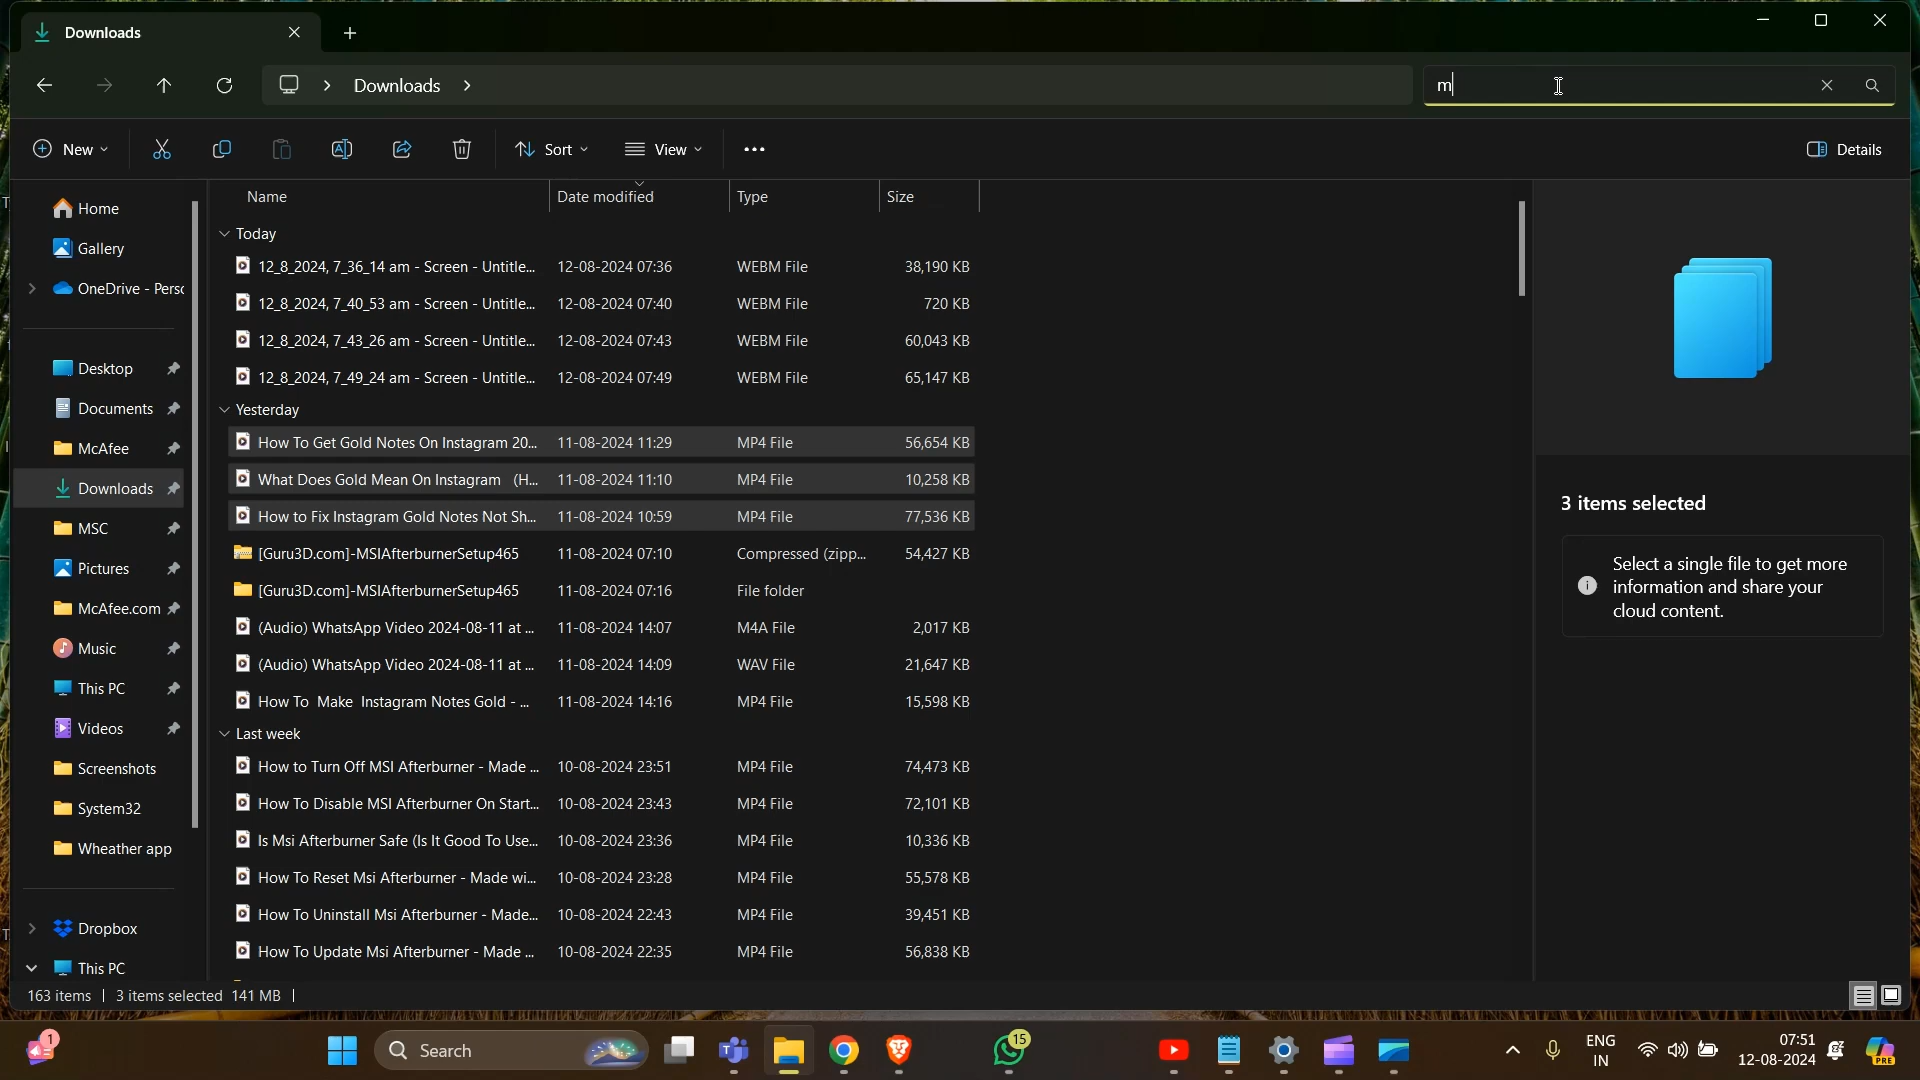 Downloads
Downloads
m
New
Sort
View
Details
Name
Date modified
Type
Size
Home
Gallery
OneDrive - Perso
Desktop
Documents
McAfee
Downloads
MSC
Pictures
McAfee.com
Music
This PC
Videos
Screenshots
System32
Wheather app
Dropbox
This PC
Today
12_8_2024, 7_36_14 am - Screen - Untitle... 12-08-2024 07:36 WEBM File 38,190 KB
12_8_2024, 7_40_53 am - Screen - Untitle... 12-08-2024 07:40 WEBM File 720 KB
12_8_2024, 7_43_26 am - Screen - Untitle... 12-08-2024 07:43 WEBM File 60,043 KB
12_8_2024, 7_49_24 am - Screen - Untitle... 12-08-2024 07:49 WEBM File 65,147 KB
Yesterday
How To Get Gold Notes On Instagram 20... 11-08-2024 11:29 MP4 File 56,654 KB
What Does Gold Mean On Instagram (H... 11-08-2024 11:10 MP4 File 10,258 KB
How to Fix Instagram Gold Notes Not Sh... 11-08-2024 10:59 MP4 File 77,536 KB
[Guru3D.com]-MSIAfterburnerSetup465 11-08-2024 07:10 Compressed (zipp... 54,427 KB
[Guru3D.com]-MSIAfterburnerSetup465 11-08-2024 07:16 File folder
(Audio) WhatsApp Video 2024-08-11 at ... 11-08-2024 14:07 M4A File 2,017 KB
(Audio) WhatsApp Video 2024-08-11 at ... 11-08-2024 14:09 WAV File 21,647 KB
How To Make Instagram Notes Gold - ... 11-08-2024 14:16 MP4 File 15,598 KB
Last week
How to Turn Off MSI Afterburner - Made ... 10-08-2024 23:51 MP4 File 74,473 KB
How To Disable MSI Afterburner On Start... 10-08-2024 23:43 MP4 File 72,101 KB
Is Msi Afterburner Safe (Is It Good To Use... 10-08-2024 23:36 MP4 File 10,336 KB
How To Reset Msi Afterburner - Made wi... 10-08-2024 23:28 MP4 File 55,578 KB
How To Uninstall Msi Afterburner - Made... 10-08-2024 22:43 MP4 File 39,451 KB
How To Update Msi Afterburner - Made ... 10-08-2024 22:35 MP4 File 56,838 KB
3 items selected
Select a single file to get more
information and share your
cloud content.
163 items 3 items selected 141 MB
1
Search
15
ENG
IN
07:51
12-08-2024
PRE